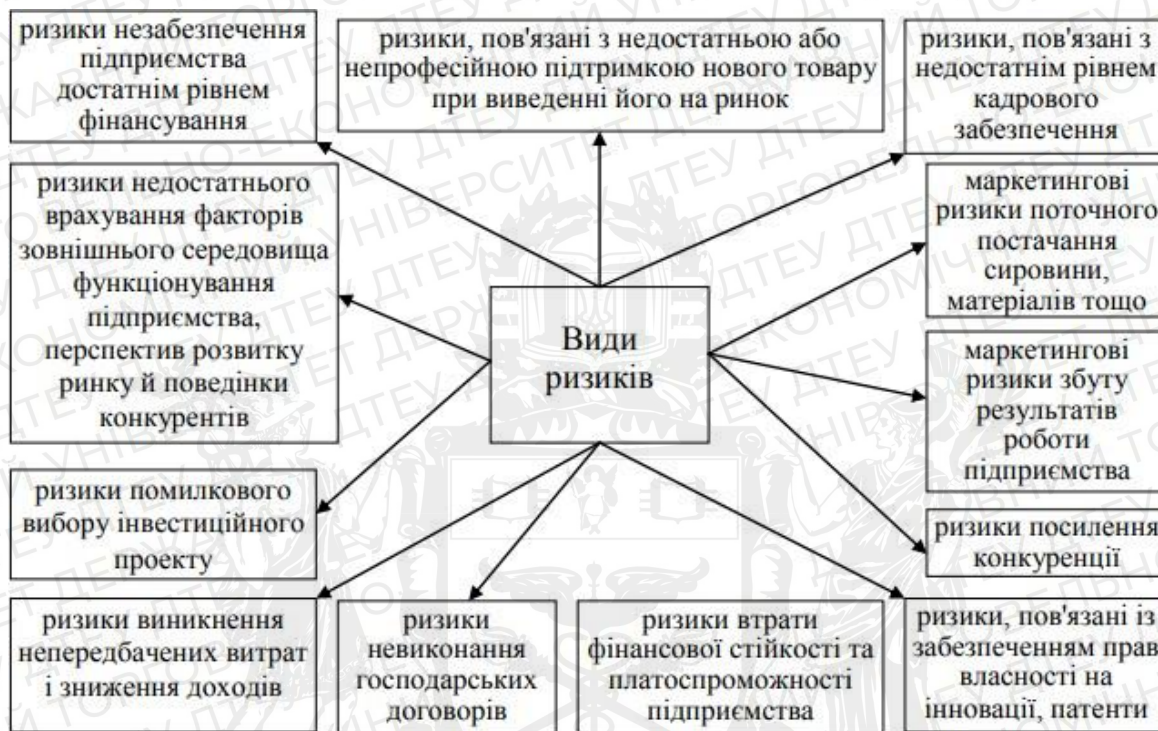 ризики незабезпечення
підприємства
достатнім рівнем
фінансування
ризики, пов'язані з недостатньою або
непрофесійною підтримкою нового товару
при виведенні його на ринок
ризики, пов'язані з
недостатнім рівнем
кадрового
забезпечення
ризики недостатнього
врахування факторів
зовнішнього середовища
функціонування
підприємства,
перспектив розвитку
ринку й поведінки
конкурентів
Види
ризиків
маркетингові
ризики поточного
постачання
сировини,
матеріалів тощо
маркетингові
ризики збуту
результатів
роботи
підприємства
ризики помилкового
вибору інвестиційного
проекту
ризики посилення
конкуренції
ризики виникнення
непередбачених витрат
і зниження доходів
ризики
невиконання
господарських
договорів
ризики втрати
фінансової стійкості та
платоспроможності
підприємства
ризики, пов'язані із
забезпеченням прав
власності на
інновації, патенти